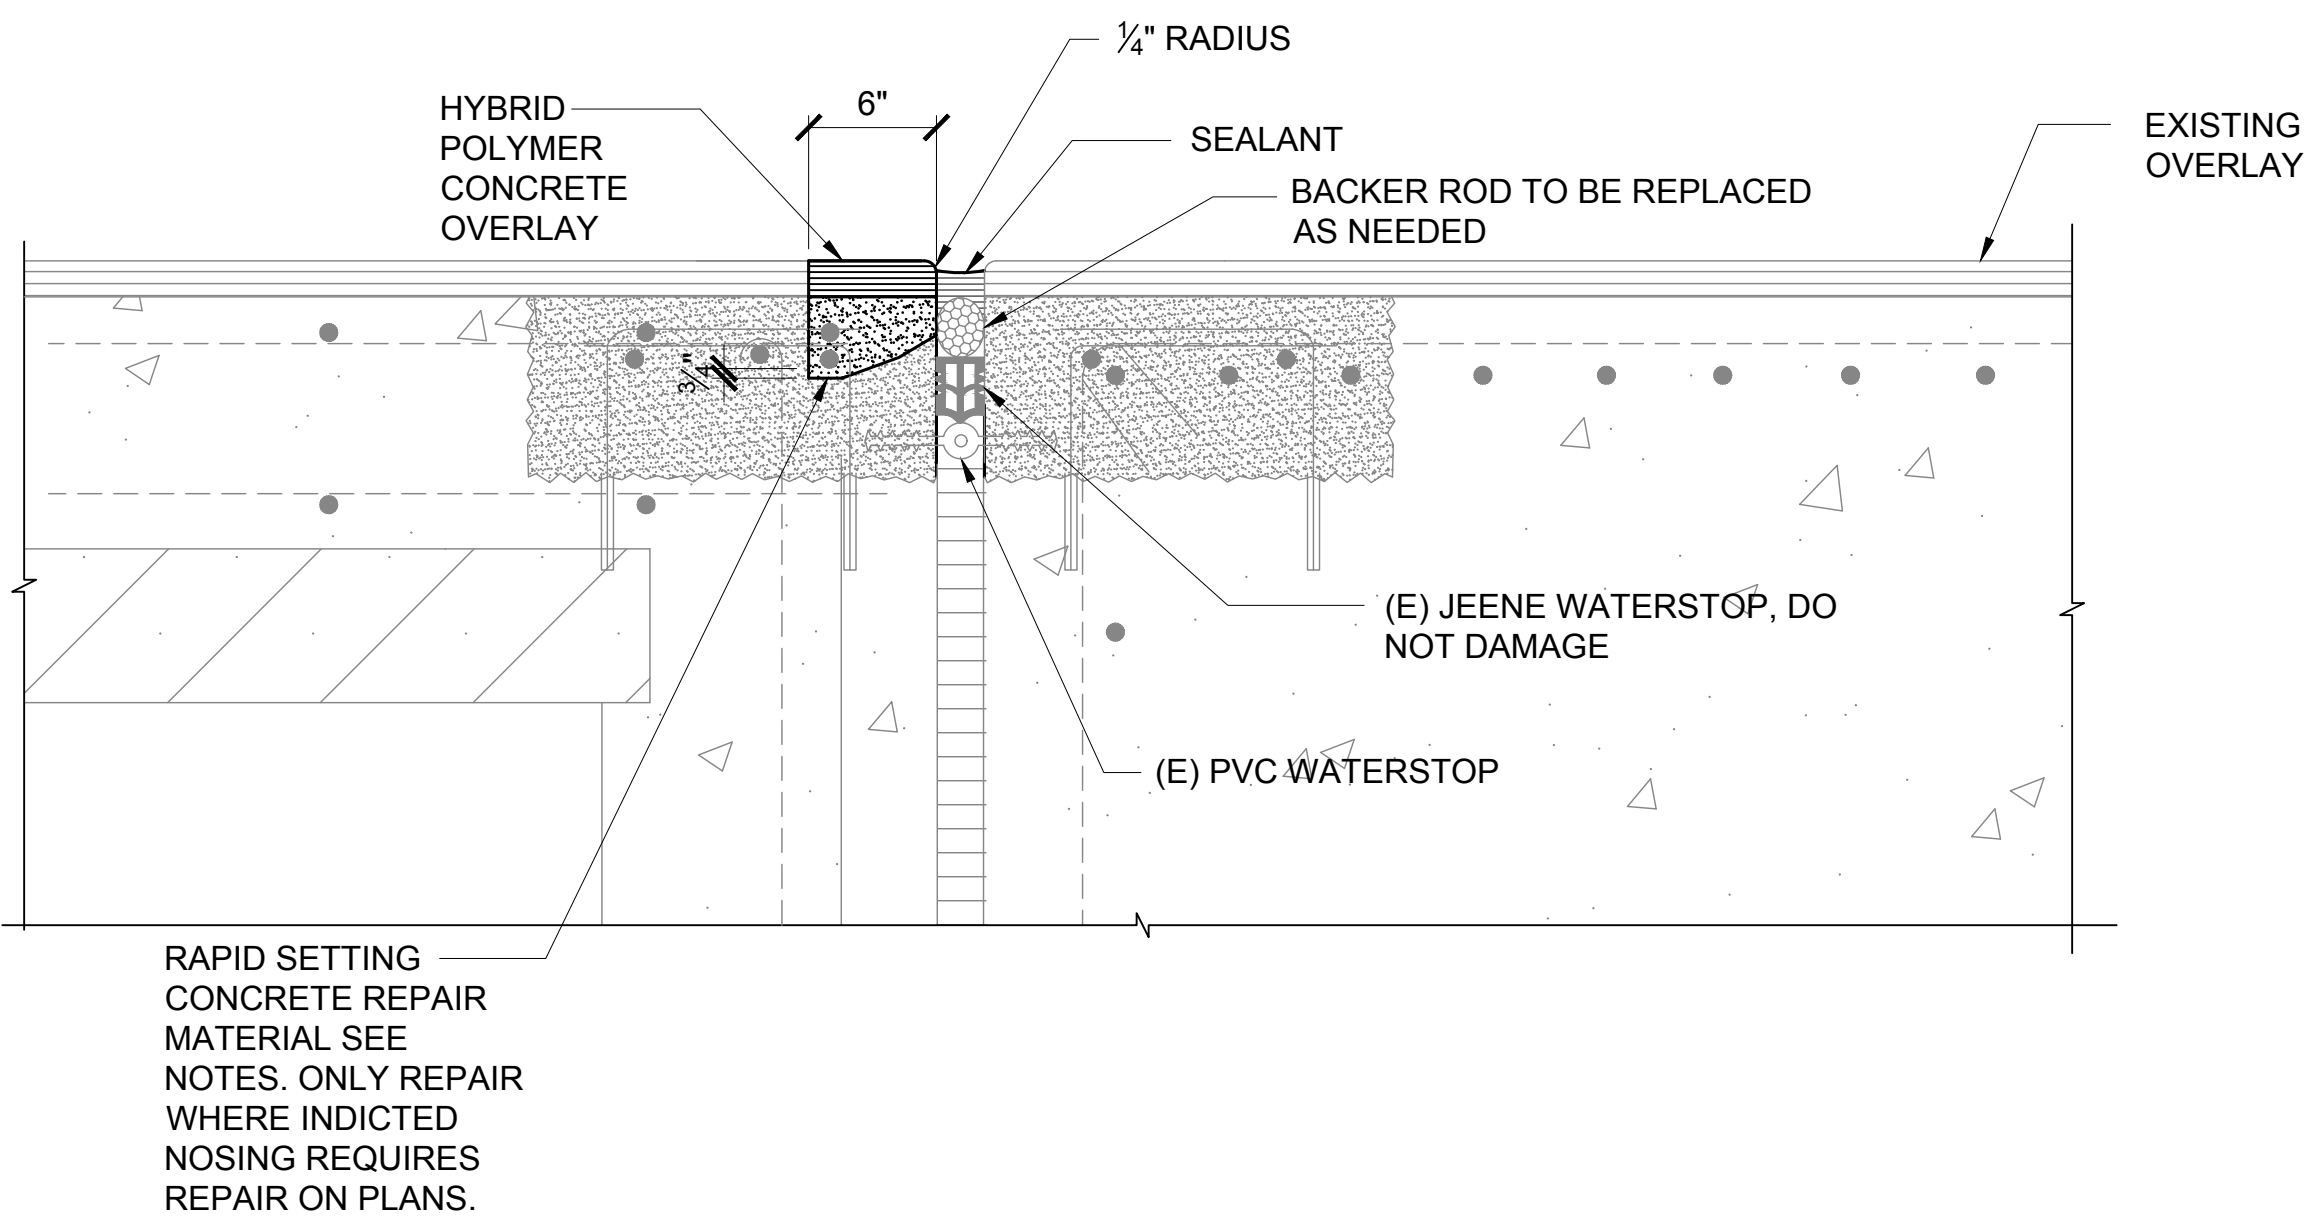 ¼" RADIUS
HYBRID
POLYMER
CONCRETE
OVERLAY
6"
SEALANT
BACKER ROD TO BE REPLACED
AS NEEDED
EXISTING
OVERLAY
3/4"
(E) JEENE WATERSTOP, DO
NOT DAMAGE
(E) PVC WATERSTOP
RAPID SETTING
CONCRETE REPAIR
MATERIAL SEE
NOTES. ONLY REPAIR
WHERE INDICTED
NOSING REQUIRES
REPAIR ON PLANS.